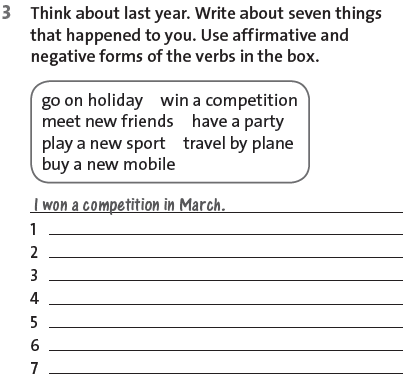 3 Think about last year. Write about seven things
that happened to you. Use affirmative and
negative forms of the verbs in the box.
go on holiday win a competition
meet new friends have a party
play a new sport travel by plane
buy a new mobile
I won a competition in March.
1
2
3
4
5
6
7